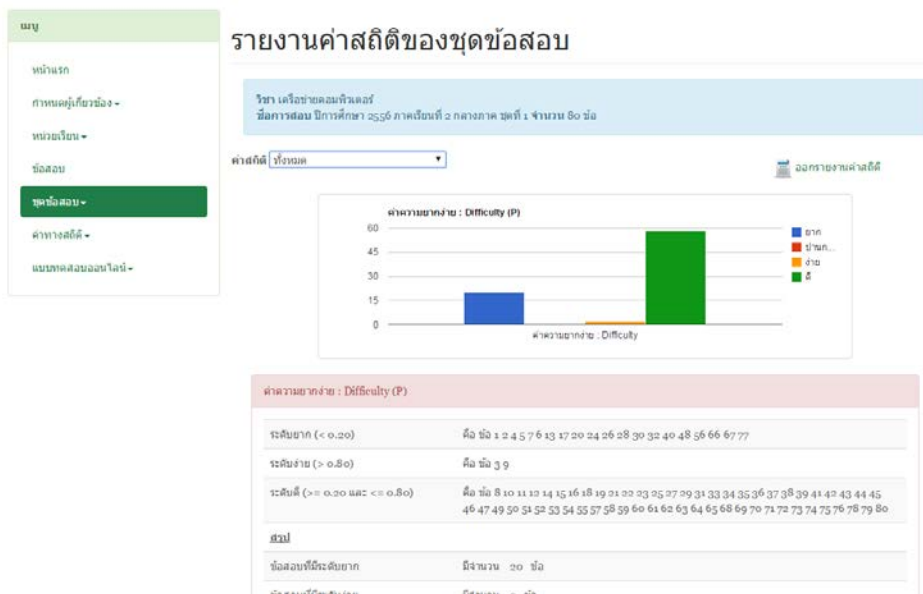 เมนู
หน้าแรก
กำหนดผู้เกี่ยวข้อง
หน่วยเรียน
ข้อสอบ
ชุดข้อสอบ
ค่าทางสถิติ
แบบทดสอบออนไลน์
รายงานค่าสถิติของชุดข้อสอบ
วิชา เครือข่ายคอมพิวเตอร์
ชื่อการสอบ ปีการศึกษา 2556 ภาคเรียนที่ 2 กลางภาค ชุดที่ 1 จำนวน 80 ข้อ
ค่าสถิติ ทั้งหมด
ออกรายงานค่าสถิติ
ค่าความยากง่าย : Difficulty (P)
60
45
30
15
0
ค่าความยากง่าย : Difficulty
ยาก
ปานก...
ง่าย
ดี
ค่าความยากง่าย : Difficulty (P)
ระดับยาก (< 0.20) คือ ข้อ 1 2 4 5 7 6 13 17 20 24 26 28 30 32 40 48 56 66 67 77
ระดับง่าย (> 0.80) คือ ข้อ 3 9
ระดับดี (>= 0.20 และ <= 0.80) คือ ข้อ 8 10 11 12 14 15 16 18 19 21 22 23 25 27 29 31 33 34 35 36 37 38 39 41 42 43 44 45
46 47 49 50 51 52 53 54 55 57 58 59 60 61 62 63 64 65 68 69 70 71 72 73 74 75 76 78 79 80
สรุป
ข้อสอบที่มีระดับยาก มีจำนวน 20 ข้อ